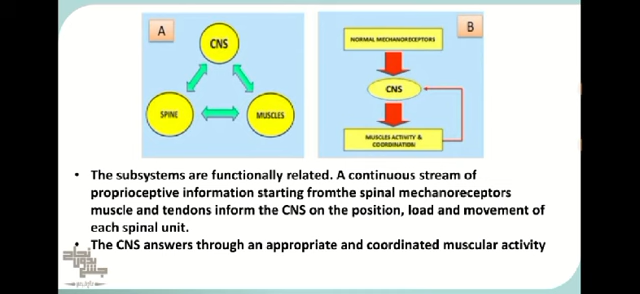 A
CNS
SPINE
MUSCLES
B
NORMAL MECHANORECEPTORS
CNS
MUSCLES ACTIVITY &
COORDINATION
• The subsystems are functionally related. A continuous stream of
proprioceptive information starting fromthe spinal mechanoreceptors
muscle and tendons inform the CNS on the position, load and movement of
each spinal unit.
• The CNS answers through an appropriate and coordinated muscular activity